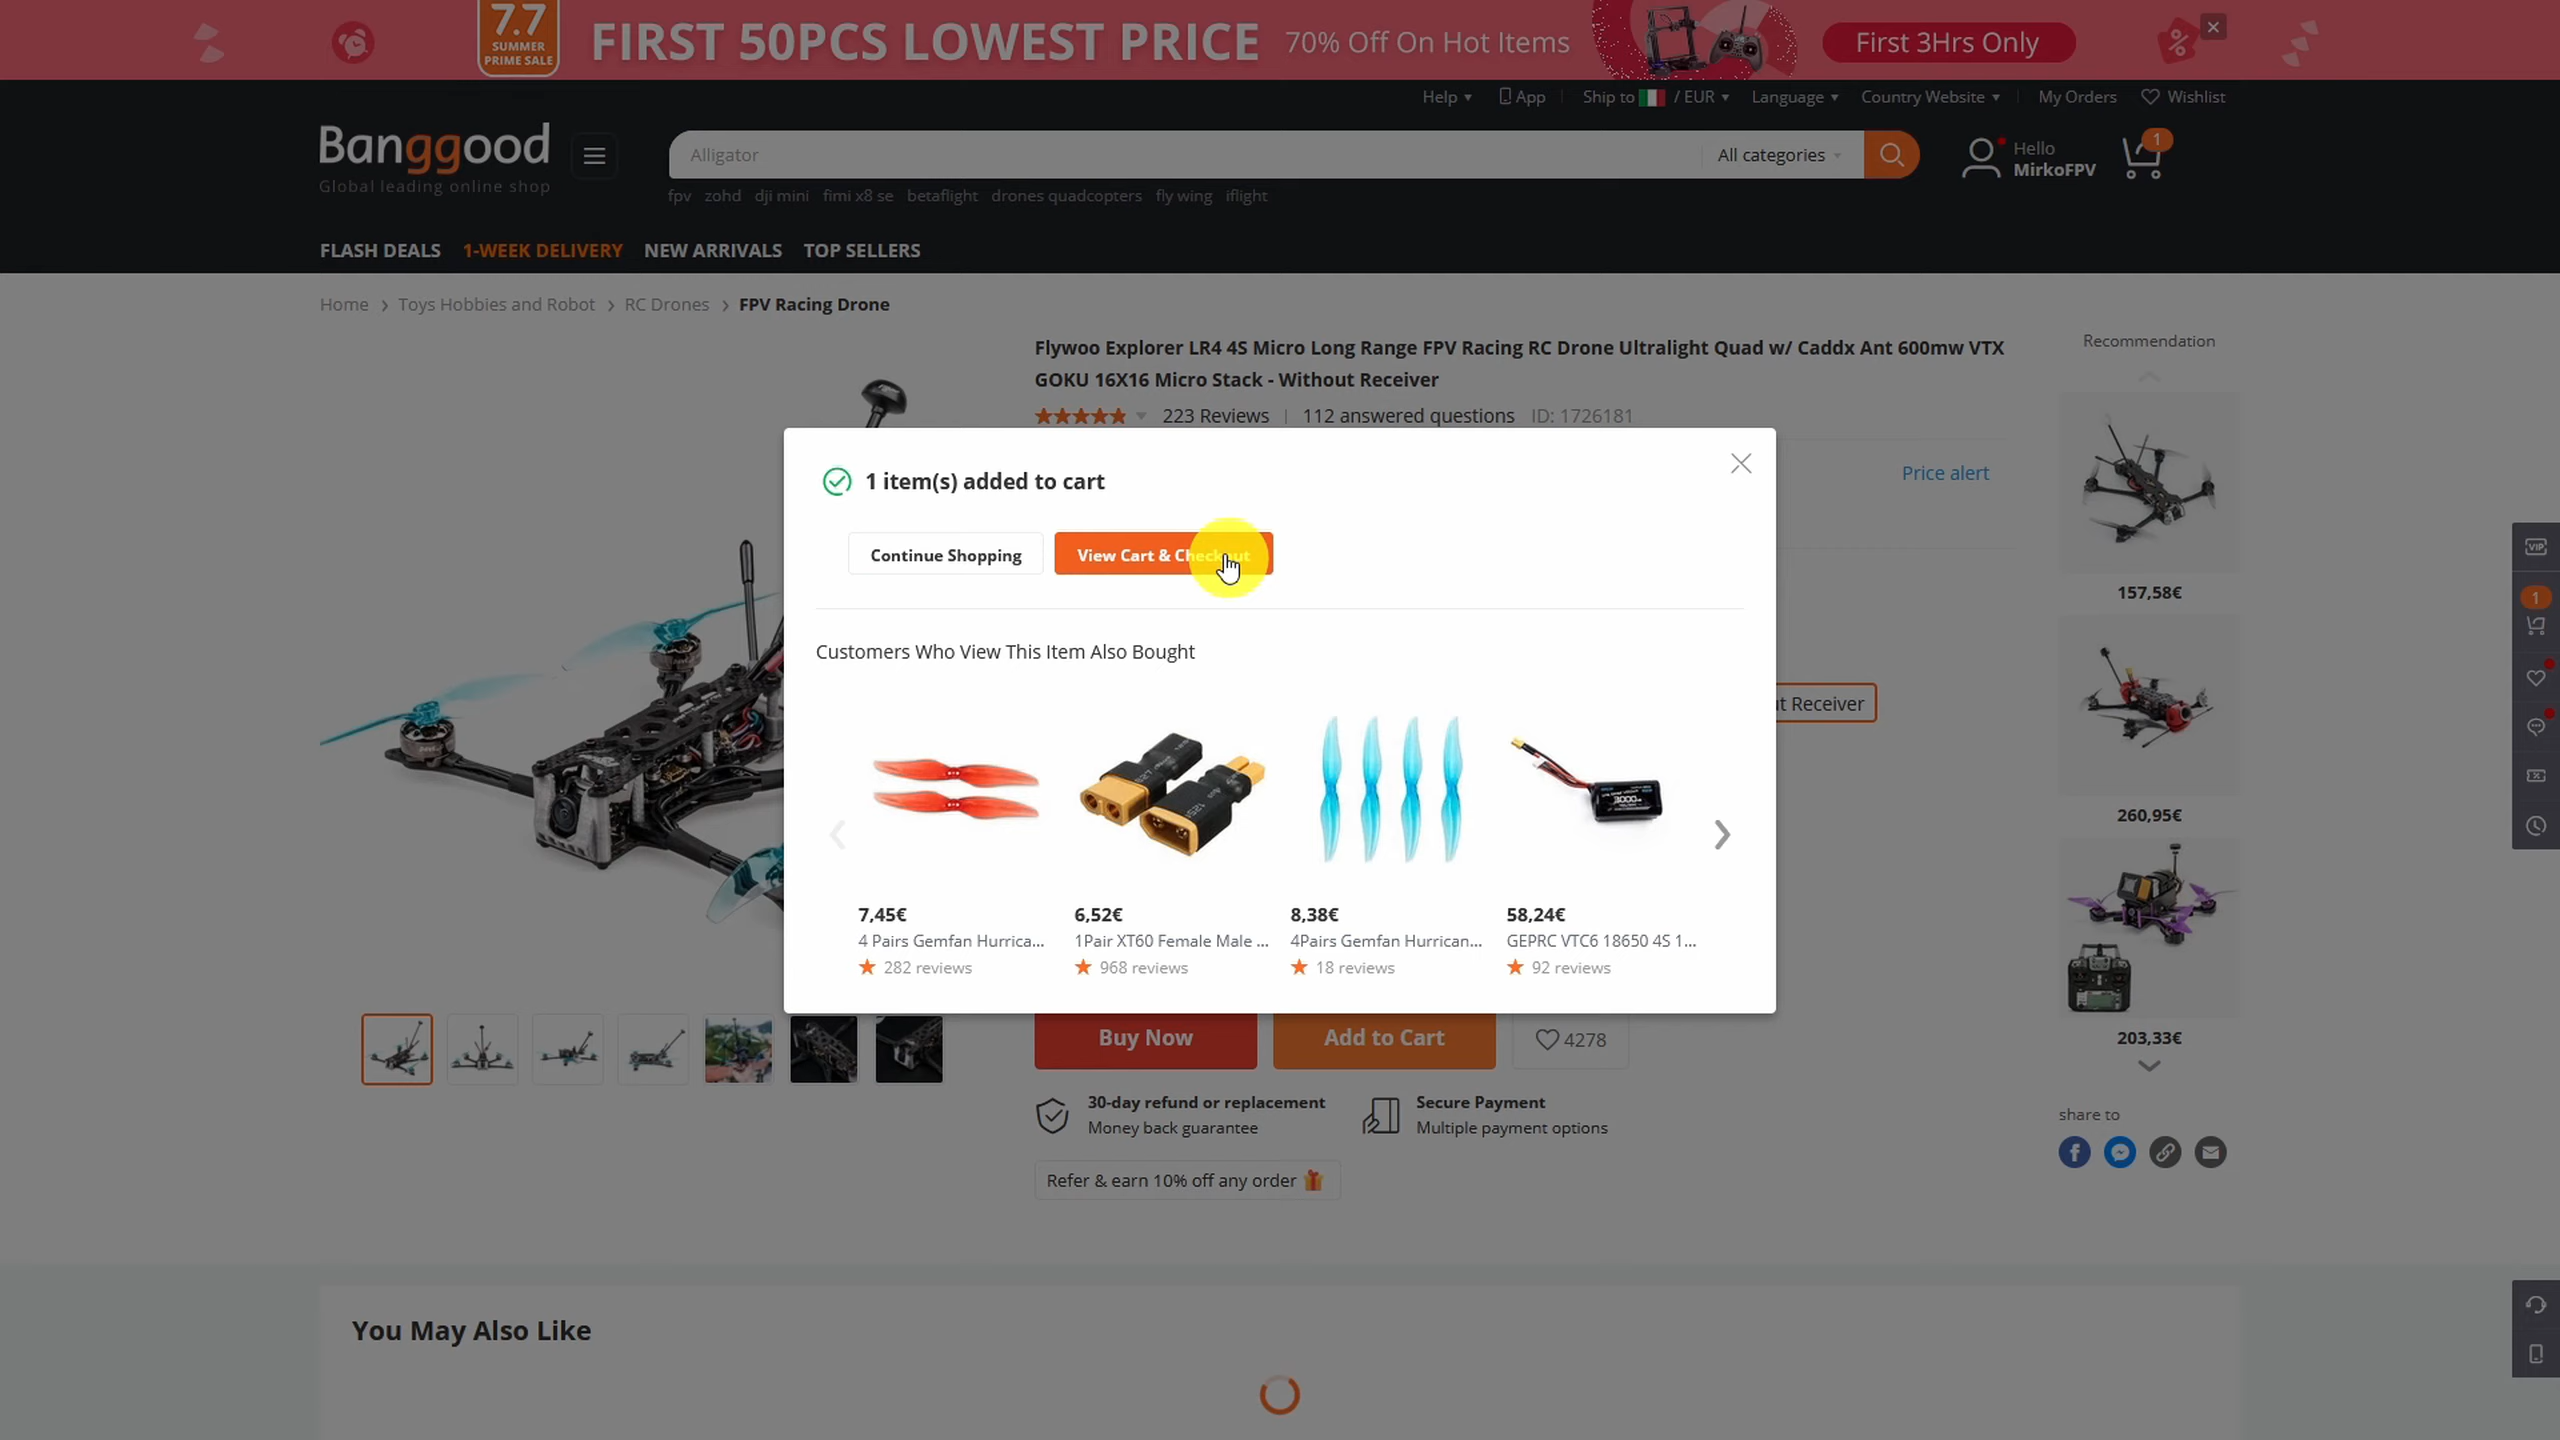 7.7
SUMMER
PRIME SALE
FIRST 50PCS LOWEST PRICE
70% Off On Hot Items
First 3Hrs Only
Help
App
Ship to / EUR
Language
Country Website
My Orders
Wishlist
Banggood
Global leading online shop
Alligator
All categories
Hello
MirkoFPV
1
fpv zohd dji mini fimi x8 se betaflight drones quadcopters fly wing iflight
FLASH DEALS 1-WEEK DELIVERY NEW ARRIVALS TOP SELLERS
Home > Toys Hobbies and Robot > RC Drones > FPV Racing Drone
Flywoo Explorer LR4 4S Micro Long Range FPV Racing RC Drone Ultralight Quad w/ Caddx Ant 600mw VTX
GOKU 16X16 Micro Stack - Without Receiver
223 Reviews | 112 answered questions ID: 1726181
Recommendation
1 item(s) added to cart
Price alert
Continue Shopping
View Cart & Checkout
VIP
157,58€
1
Customers Who View This Item Also Bought
Receiver
260,95€
7,45€
4 Pairs Gemfan Hurrica...
282 reviews
6,52€
1Pair XT60 Female Male ...
968 reviews
8,38€
4Pairs Gemfan Hurrican...
18 reviews
58,24€
GEPRC VTC6 18650 4S 1...
92 reviews
Buy Now
Add to Cart
4278
203,33€
30-day refund or replacement
Money back guarantee
Secure Payment
Multiple payment options
share to
Refer & earn 10% off any order
You May Also Like